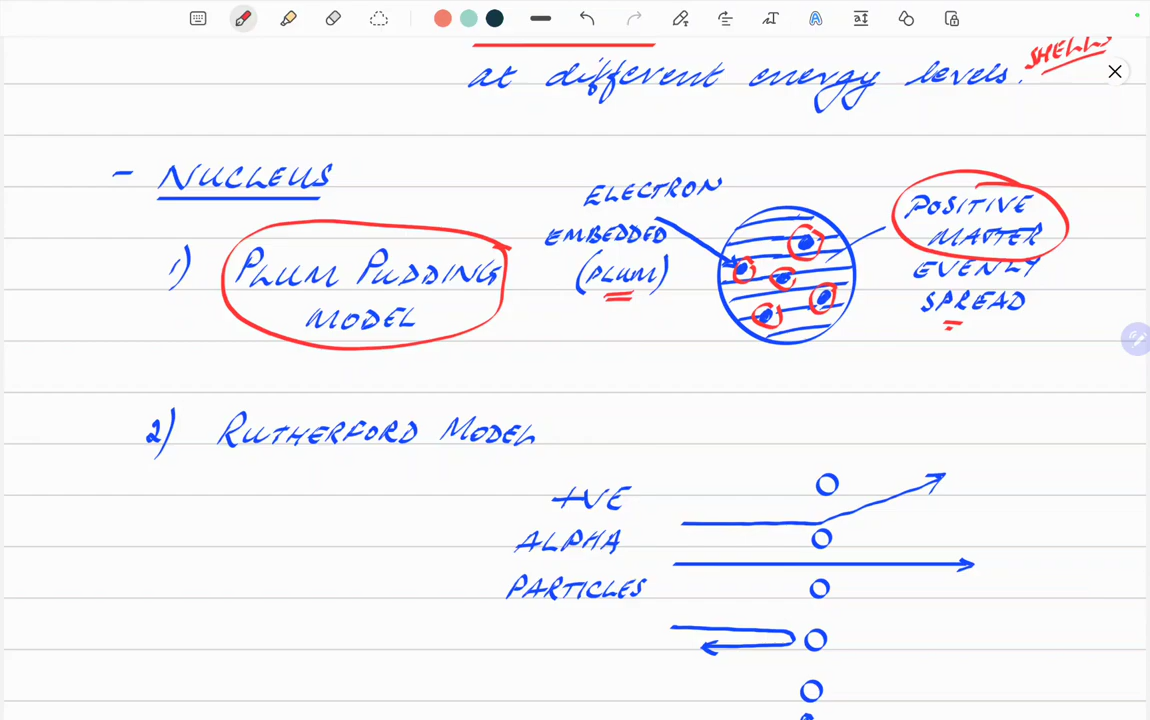 SHELLS
at different energy levels.
- NUCLEUS
1) PLUM PUDDING
MODEL
ELECTRON
EMBEDDED
(PLUM)
POSITIVE
MATTER
EVENLY
SPREAD
2) RUTHERFORD MODEL
+VE
ALPHA
PARTICLES